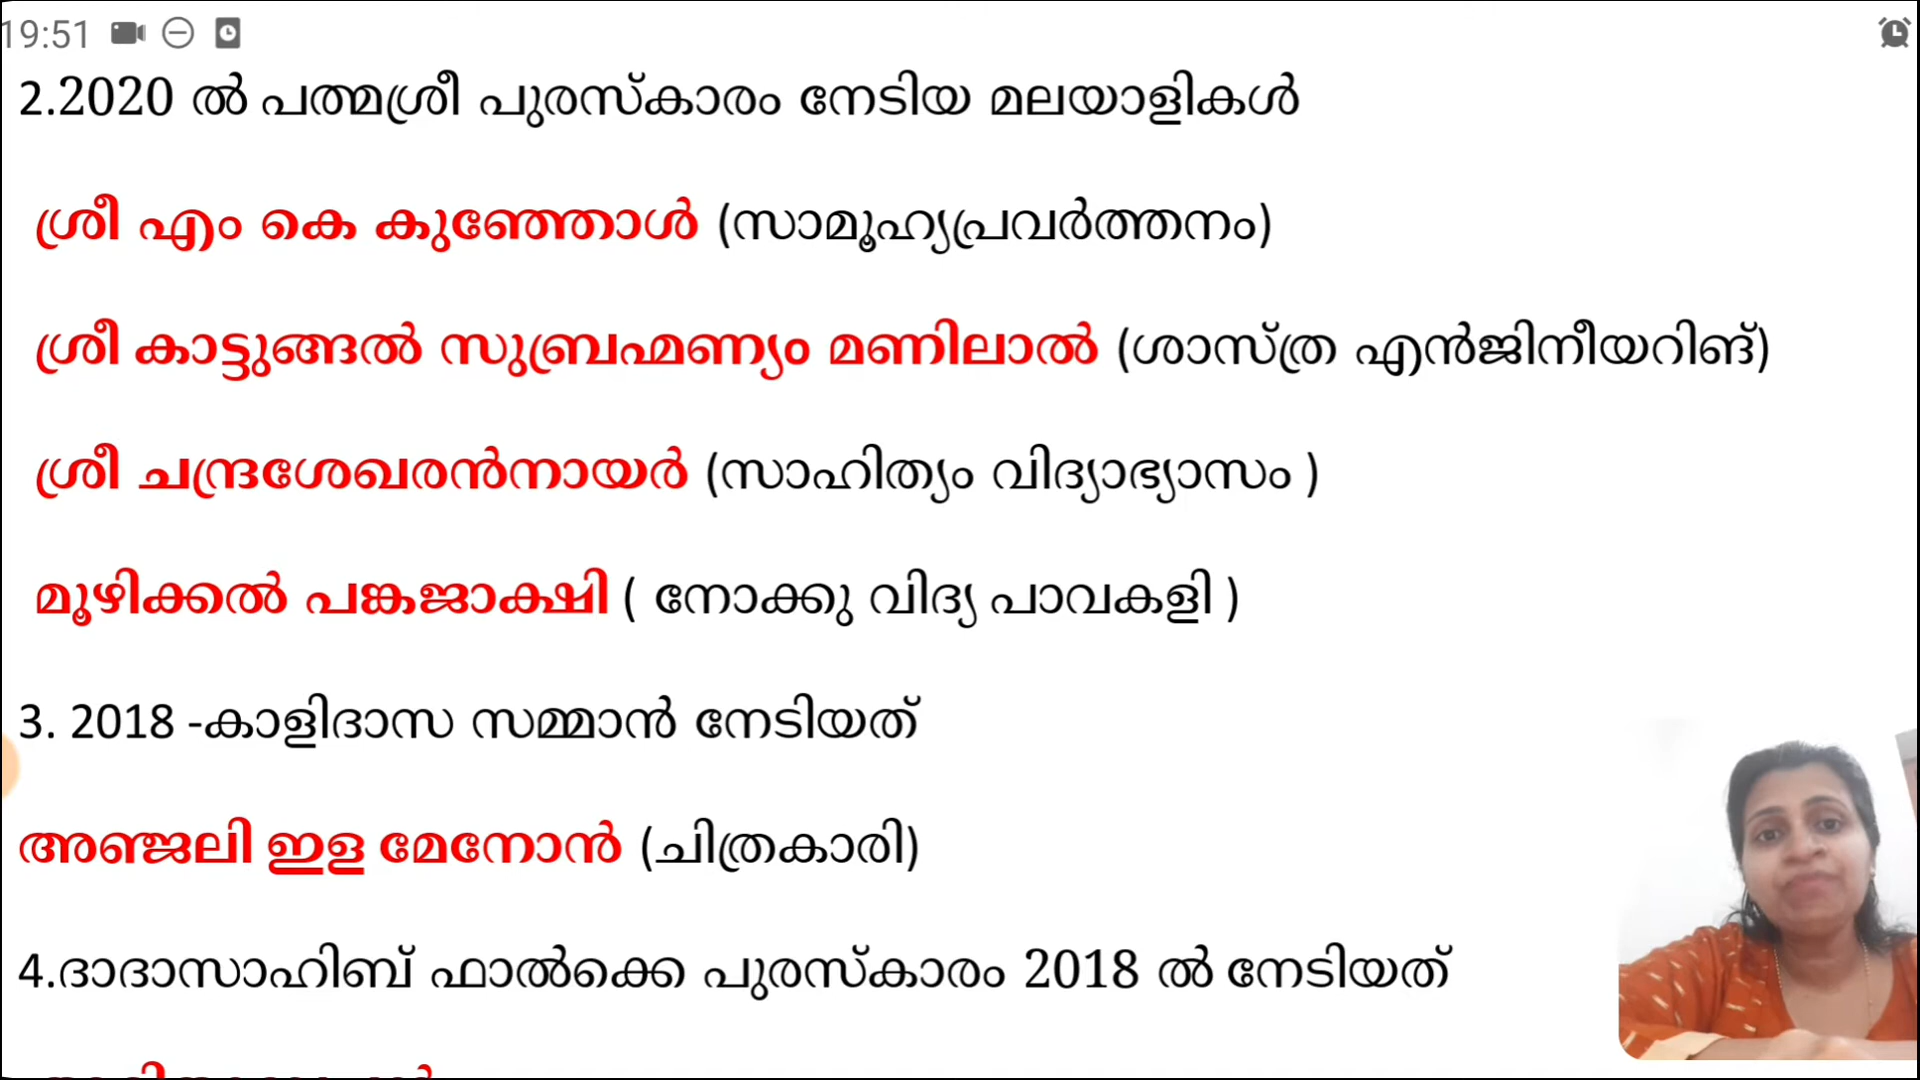 19:51
2.2020 ൽ പത്മശ്രീ പുരസ്കാരം നേടിയ മലയാളികൾ
ശ്രീ എം കെ കുഞ്ഞോൾ (സാമൂഹ്യപ്രവർത്തനം)
ശ്രീ കാട്ടുങ്ങൽ സുബ്രഹ്മണ്യം മണിലാൽ (ശാസ്ത്ര എൻജിനീയറിങ്)
ശ്രീ ചന്ദ്രശേഖരൻനായർ (സാഹിത്യം വിദ്യാഭ്യാസം )
മൂഴിക്കൽ പങ്കജാക്ഷി ( നോക്കു വിദ്യ പാവകളി )
3. 2018 -കാളിദാസ സമ്മാൻ നേടിയത്
അഞ്ജലി ഇള മേനോൻ (ചിത്രകാരി)
4.ദാദാസാഹിബ് ഫാൽക്കെ പുരസ്കാരം 2018 ൽ നേടിയത്